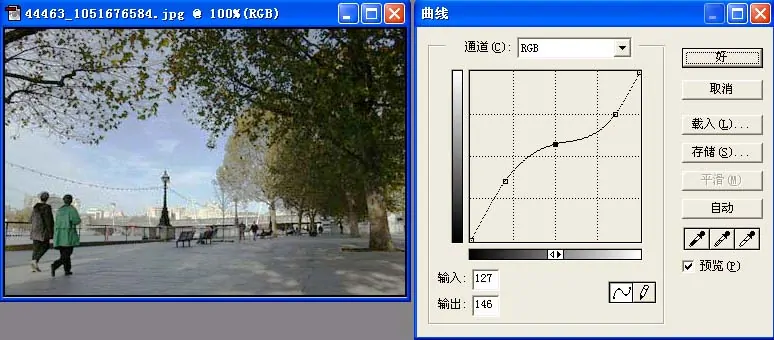 44463_1051676584.jpg @ 100%(RGB)
曲线
通道(C): RGB
好
取消
载入(L)...
存储(S)...
平滑(M)
自动
预览(P)
输入: 127
输出: 146